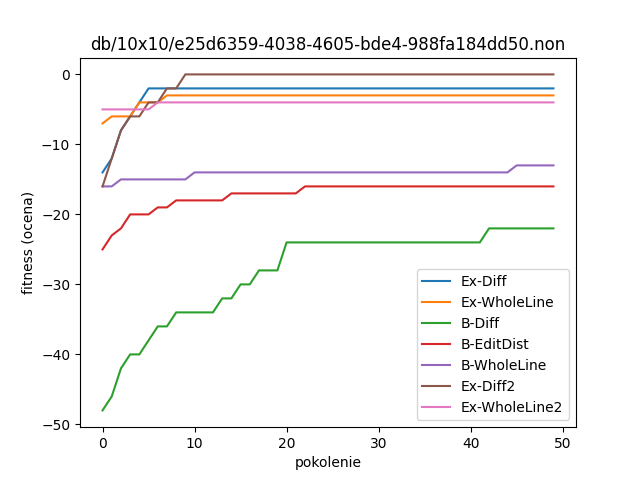 db/10x10/e25d6359-4038-4605-bde4-988fa184dd50.non
fitness (ocena)
0
−10
−20
−30
−40
−50
Ex-Diff
Ex-WholeLine
B-Diff
B-EditDist
B-WholeLine
Ex-Diff2
Ex-WholeLine2
0 10 20 30 40 50
pokolenie